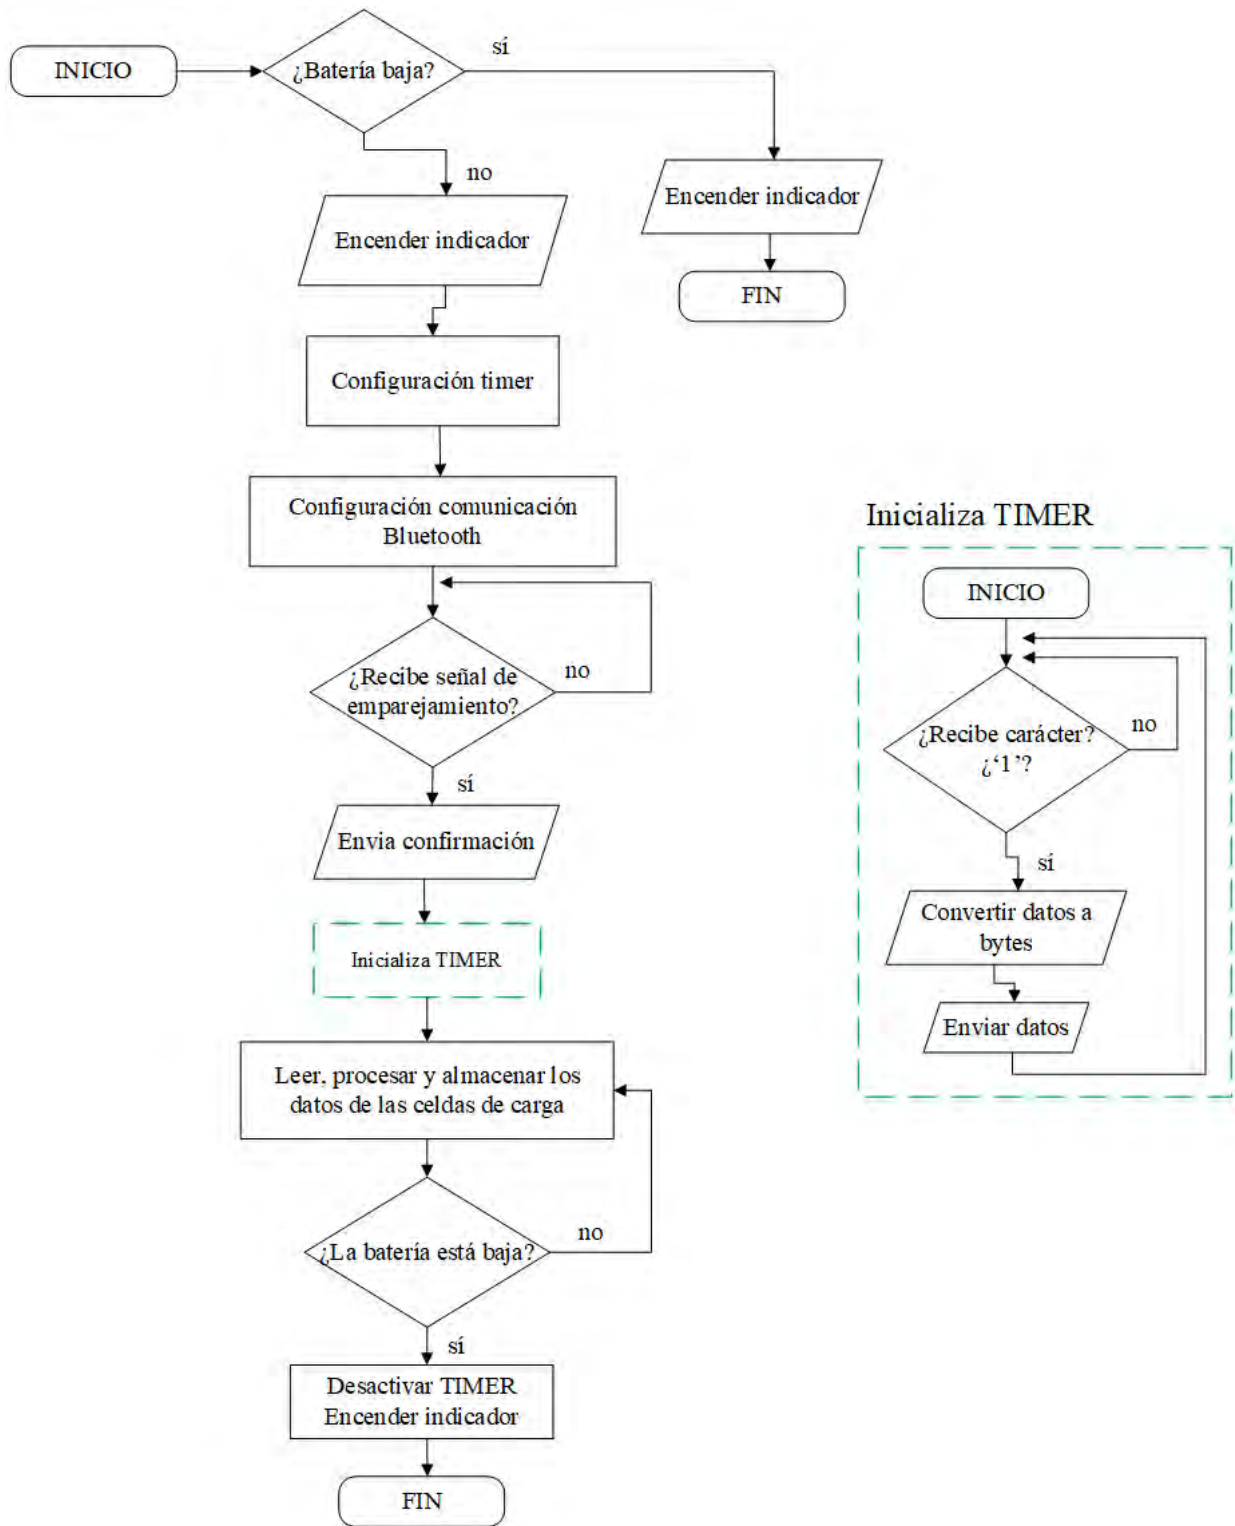 INICIO
¿Batería baja?
sí
no
Encender indicador
Encender indicador
FIN
Configuración timer
Configuración comunicación
Bluetooth
¿Recibe señal de
emparejamiento?
no
sí
Envia confirmación
Inicializa TIMER
Leer, procesar y almacenar los
datos de las celdas de carga
¿La batería está baja?
no
sí
Desactivar TIMER
Encender indicador
FIN
Inicializa TIMER
INICIO
¿Recibe carácter?
¿‘1’?
no
sí
Convertir datos a
bytes
Enviar datos